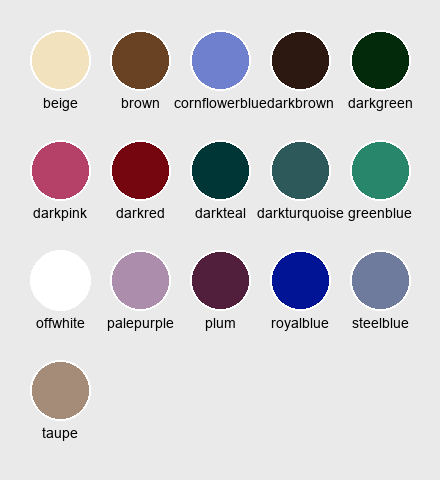 beige brown cornflowerblue darkbrown darkgreen
darkpink darkred darkteal darkturquoise greenblue
offwhite palepurple plum royalblue steelblue
taupe